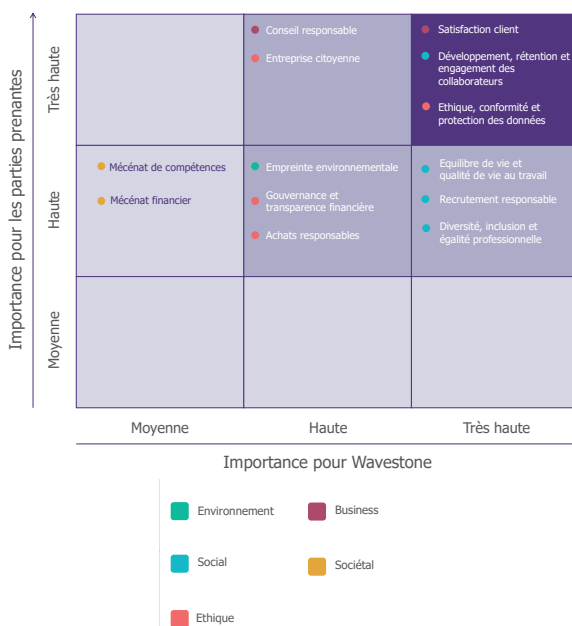 Importance pour les parties prenantes
Très haute
Haute
Moyenne
Conseil responsable
Entreprise citoyenne
Satisfaction client
Développement, rétention et
engagement des
collaborateurs
Ethique, conformité et
protection des données
Mécénat de compétences
Mécénat financier
Empreinte environnementale
Gouvernance et
transparence financière
Achats responsables
Equilibre de vie et
qualité de vie au travail
Recrutement responsable
Diversité, inclusion et
égalité professionnelle
Moyenne
Haute
Très haute
Importance pour Wavestone
Environnement
Business
Social
Sociétal
Ethique